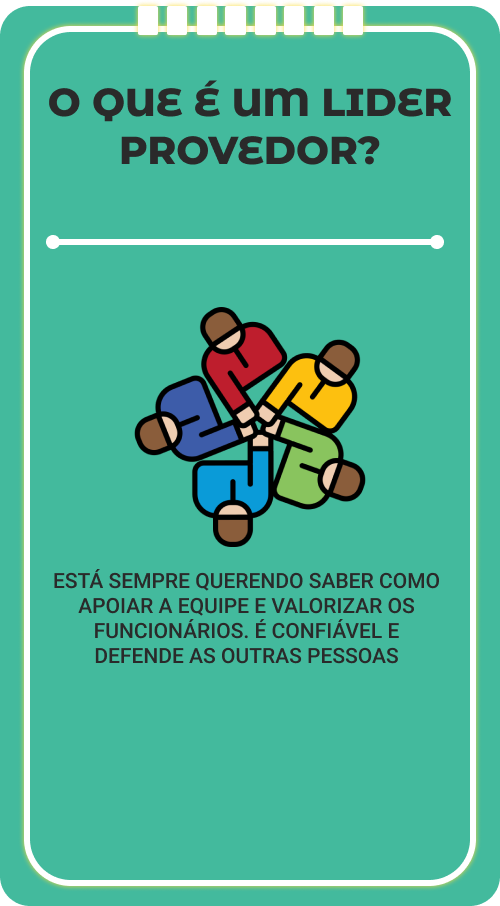 O QUE É UM LIDER
PROVEDOR?
ESTÁ SEMPRE QUERENDO SABER COMO
APOIAR A EQUIPE E VALORIZAR OS
FUNCIONÁRIOS. É CONFIÁVEL E
DEFENDE AS OUTRAS PESSOAS